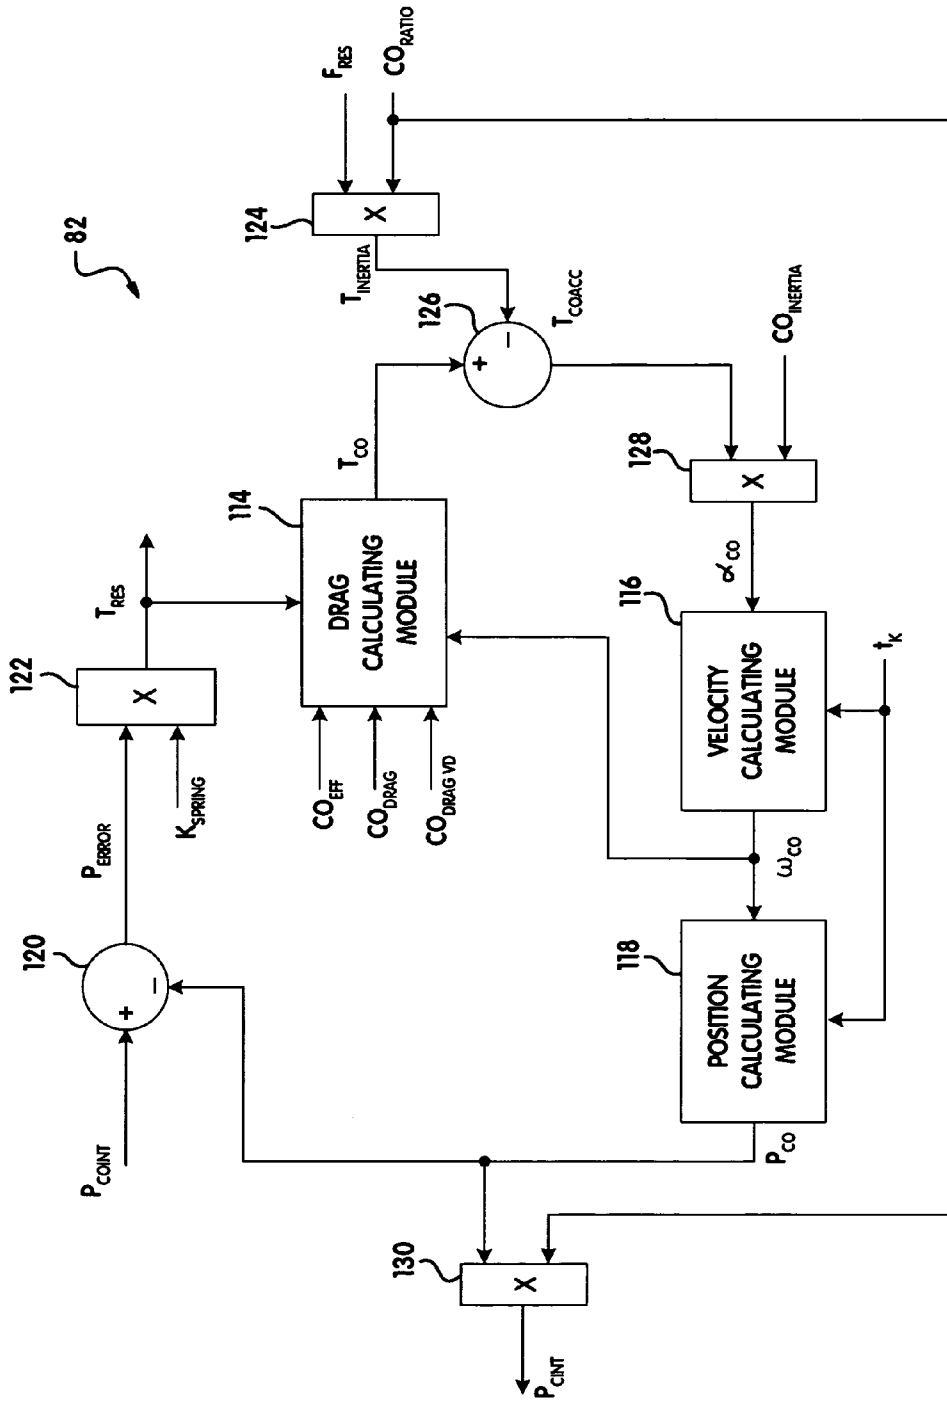 82
P_COINT
120
P_ERROR
K_SPRING
122
X
T_RES
CO_EFF
CO_DRAG
CO_DRAG VD
DRAG
CALCULATING
MODULE
114
T_CO
124
X
F_RES
CO_RATIO
T_INERTIA
126
+
−
T_COACC
CO_INERTIA
128
X
α_CO
116
VELOCITY
CALCULATING
MODULE
t_K
ω_CO
118
POSITION
CALCULATING
MODULE
P_CO
+
−
130
X
P_CINT